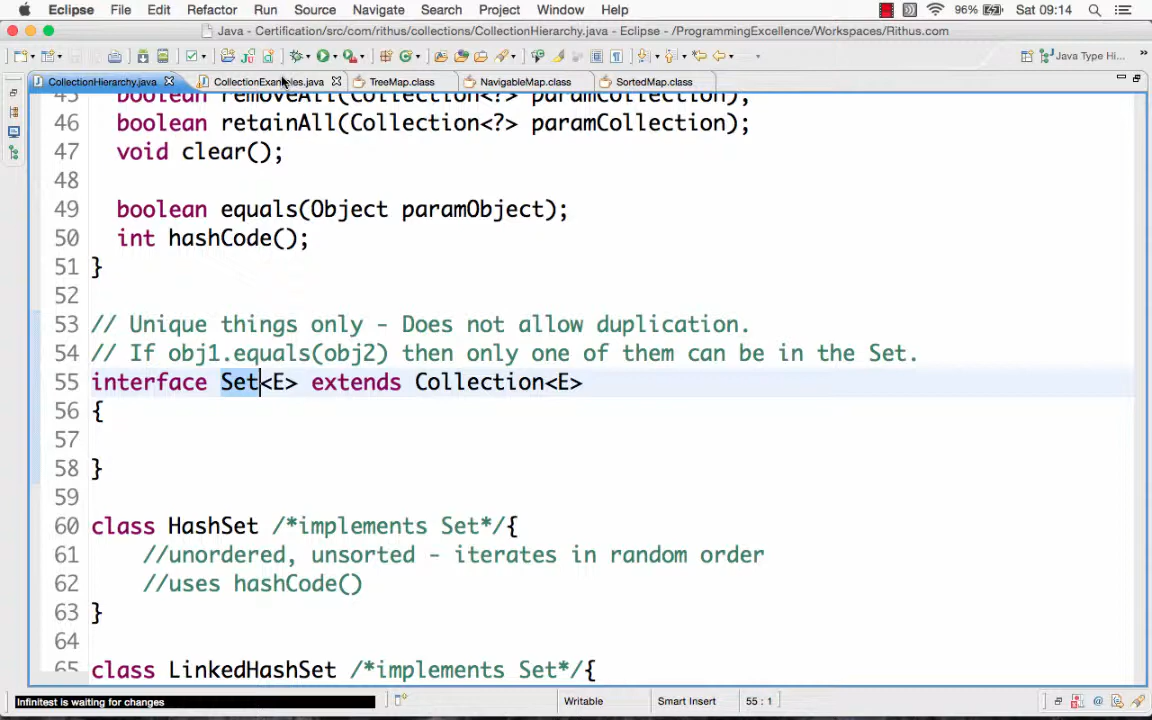 Eclipse File Edit Refactor Run Source Navigate Search Project Window Help 96% Sat 09:14
Java - Certification/src/com/rithus/collections/CollectionHierarchy.java - Eclipse - /ProgrammingExcellence/Workspaces/Rithus.com
Java Type Hi...
CollectionHierarchy.java CollectionExamples.java TreeMap.class NavigableMap.class SortedMap.class
45 boolean removeAll(Collection<?> paramCollection);
46 boolean retainAll(Collection<?> paramCollection);
47 void clear();
48
49 boolean equals(Object paramObject);
50 int hashCode();
51 }
52
53 // Unique things only - Does not allow duplication.
54 // If obj1.equals(obj2) then only one of them can be in the Set.
55 interface Set<E> extends Collection<E>
56 {
57
58 }
59
60 class HashSet /*implements Set*/{
61 //unordered, unsorted - iterates in random order
62 //uses hashCode()
63 }
64
65 class LinkedHashSet /*implements Set*/{
Infinitest is waiting for changes Writable Smart Insert 55 : 1